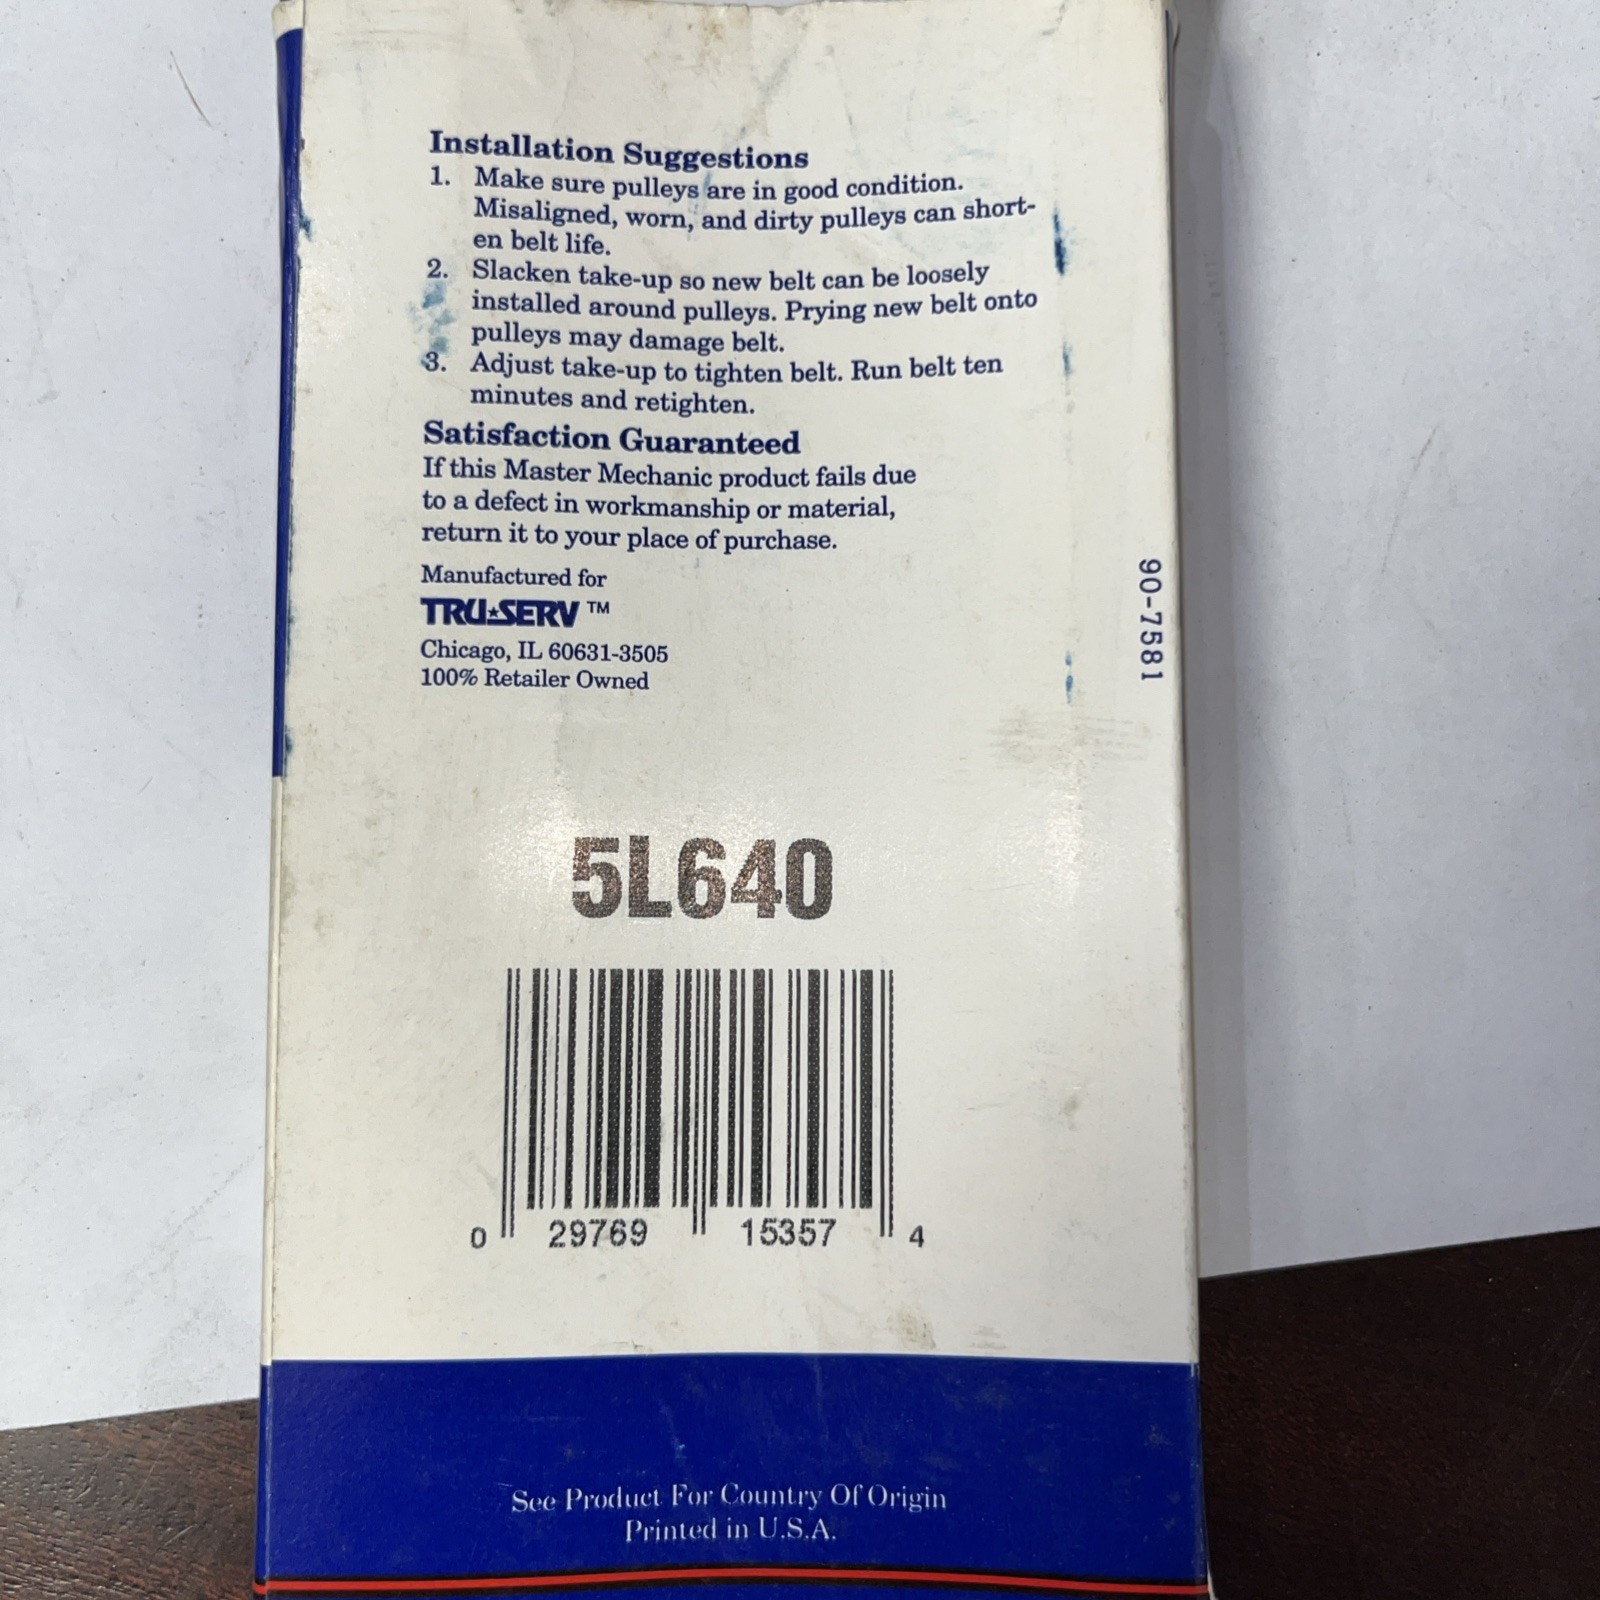 Installation Suggestions
1. Make sure pulleys are in good condition.
Misaligned, worn, and dirty pulleys can short-
en belt life.
2. Slacken take-up so new belt can be loosely
installed around pulleys. Prying new belt onto
pulleys may damage belt.
3. Adjust take-up to tighten belt. Run belt ten
minutes and retighten.
Satisfaction Guaranteed
If this Master Mechanic product fails due
to a defect in workmanship or material,
return it to your place of purchase.
Manufactured for
TRU★SERV ™
Chicago, IL 60631-3505
100% Retailer Owned
90-7581
5L640
0 29769 15357 4
See Product For Country Of Origin
Printed in U.S.A.